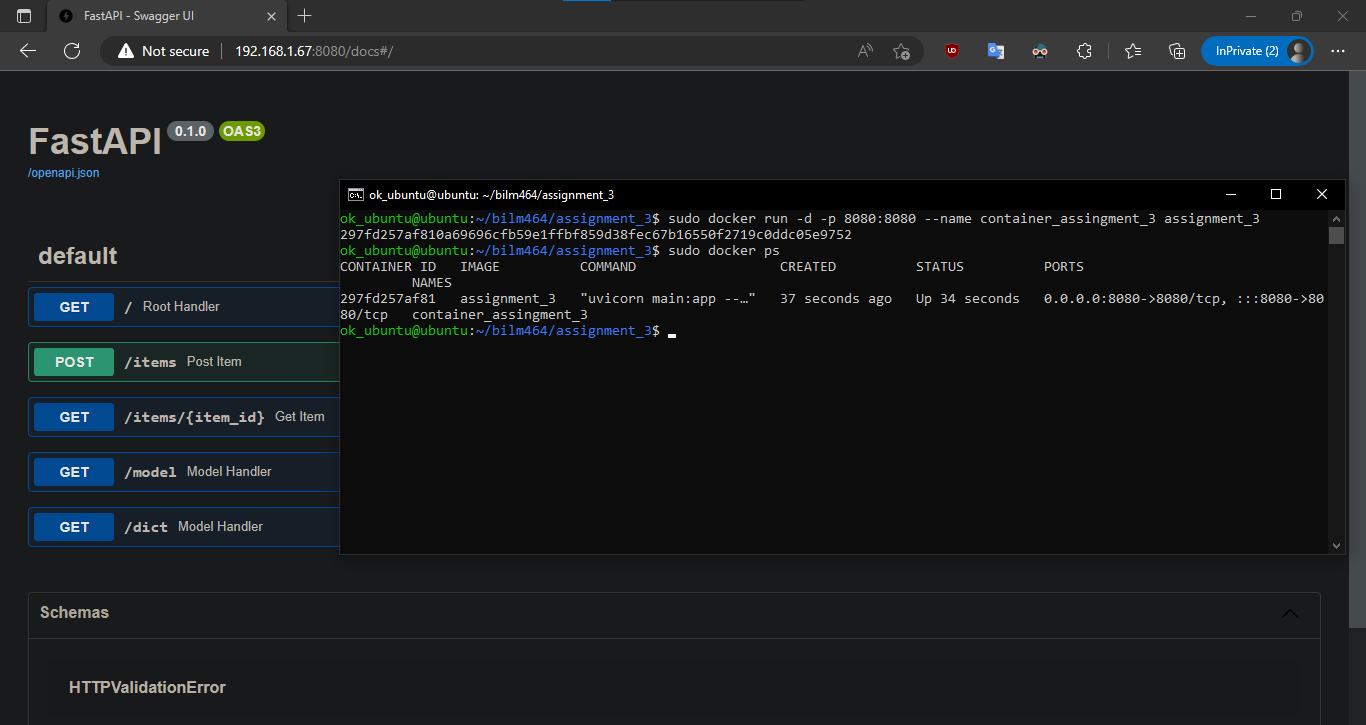 FastAPI - Swagger UI
Not secure 192.168.1.67:8080/docs#/
InPrivate (2)
FastAPI 0.1.0 OAS3
/openapi.json
default
GET / Root Handler
POST /items Post Item
GET /items/{item_id} Get Item
GET /model Model Handler
GET /dict Model Handler
Schemas
HTTPValidationError
ok_ubuntu@ubuntu: ~/bilm464/assignment_3
ok_ubuntu@ubuntu:~/bilm464/assignment_3$ sudo docker run -d -p 8080:8080 --name container_assingment_3 assignment_3
297fd257af810a69696cfb59e1ffbf859d38fec67b16550f2719c0ddc05e9752
ok_ubuntu@ubuntu:~/bilm464/assignment_3$ sudo docker ps
CONTAINER ID IMAGE COMMAND CREATED STATUS PORTS
NAMES
297fd257af81 assignment_3 "uvicorn main:app --…" 37 seconds ago Up 34 seconds 0.0.0.0:8080->8080/tcp, :::8080->80
80/tcp container_assingment_3
ok_ubuntu@ubuntu:~/bilm464/assignment_3$